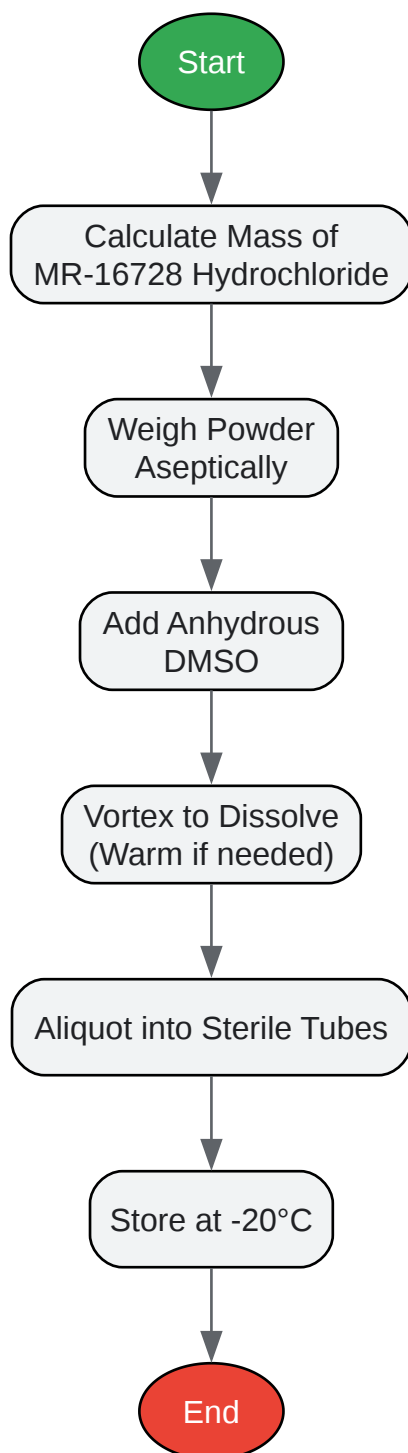 Start
Calculate Mass of
MR-16728 Hydrochloride
Weigh Powder
Aseptically
Add Anhydrous
DMSO
Vortex to Dissolve
(Warm if needed)
Aliquot into Sterile Tubes
Store at -20°C
End